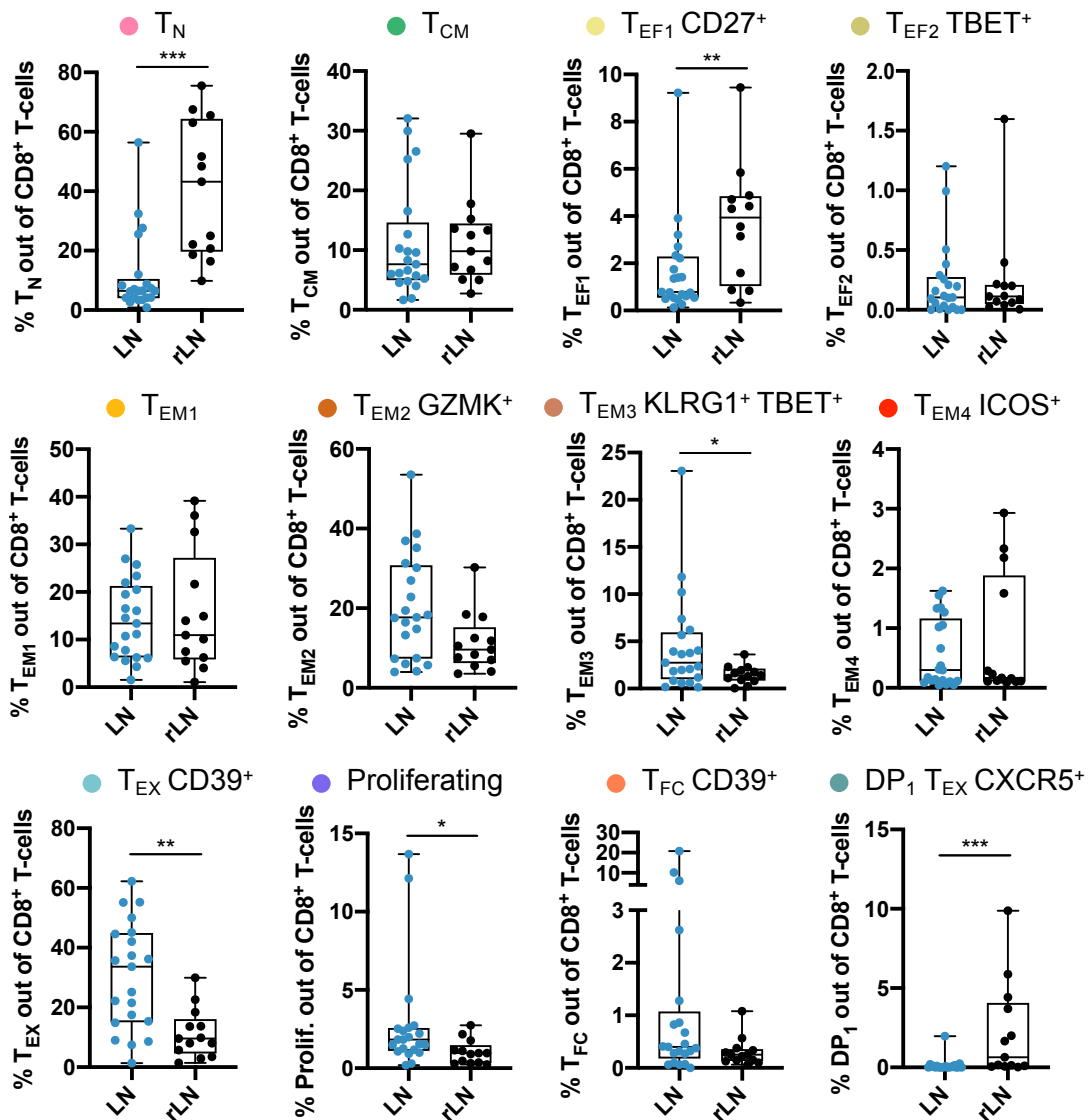 T_N
***
% T_N out of CD8⁺ T-cells
80
60
40
20
0
LN
rLN
T_CM
% T_CM out of CD8⁺ T-cells
40
30
20
10
0
LN
rLN
T_EF1 CD27⁺
**
% T_EF1 out of CD8⁺ T-cells
10
8
6
4
2
0
LN
rLN
T_EF2 TBET⁺
% T_EF2 out of CD8⁺ T-cells
2.0
1.5
1.0
0.5
0.0
LN
rLN
T_EM1
% T_EM1 out of CD8⁺ T-cells
50
40
30
20
10
0
LN
rLN
T_EM2 GZMK⁺
% T_EM2 out of CD8⁺ T-cells
60
40
20
0
LN
rLN
T_EM3 KLRG1⁺ TBET⁺
*
% T_EM3 out of CD8⁺ T-cells
25
20
15
10
5
0
LN
rLN
T_EM4 ICOS⁺
% T_EM4 out of CD8⁺ T-cells
4
3
2
1
0
LN
rLN
T_EX CD39⁺
**
% T_EX out of CD8⁺ T-cells
80
60
40
20
0
LN
rLN
Proliferating
*
% Prolif. out of CD8⁺ T-cells
15
10
5
0
LN
rLN
T_FC CD39⁺
% T_FC out of CD8⁺ T-cells
30
20
10
3
2
1
0
LN
rLN
DP₁ T_EX CXCR5⁺
***
% DP₁ out of CD8⁺ T-cells
15
10
5
0
LN
rLN